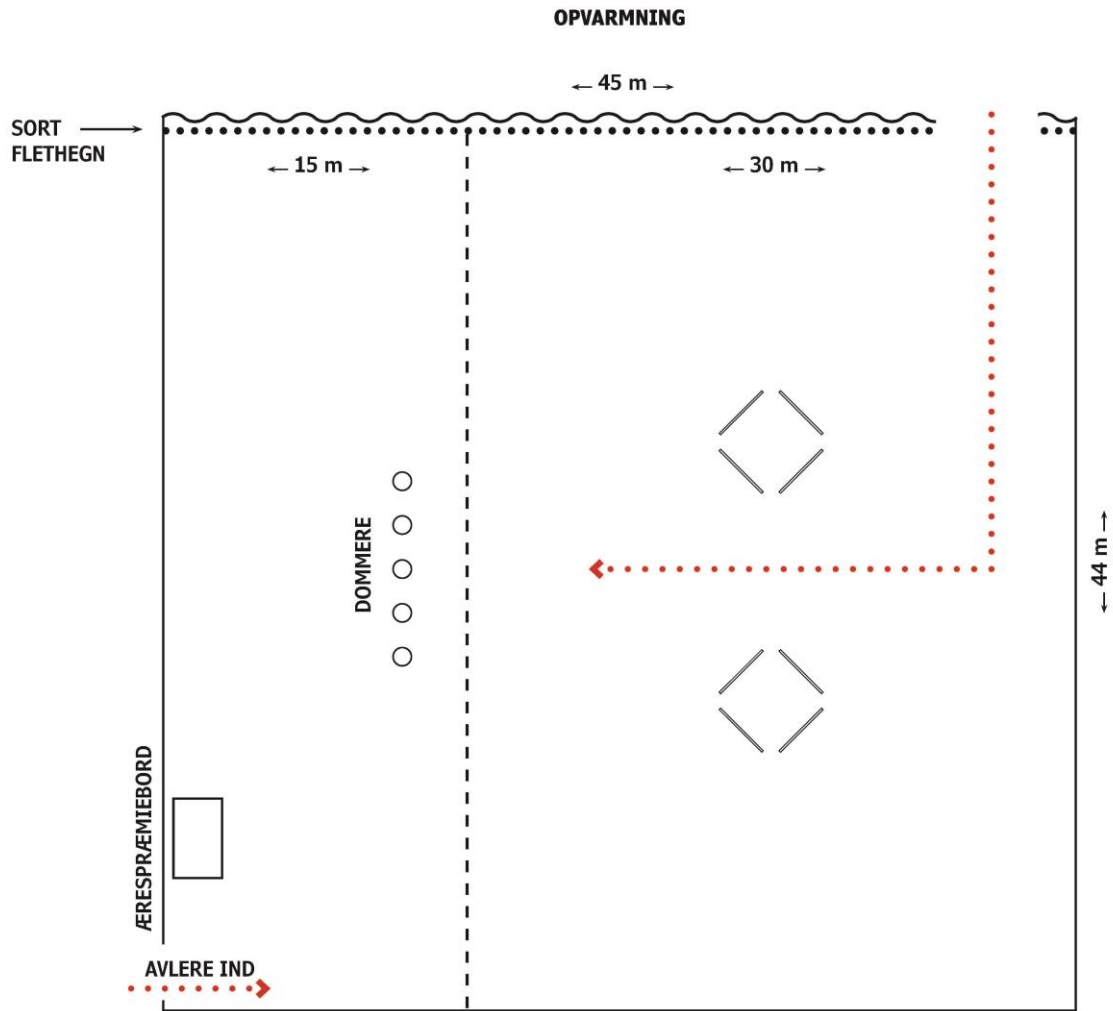 OPVARMNING
← 45 m →
SORT
FLETHEGN
← 15 m →
← 30 m →
DOMMERE
← 44 m →
ÆRESPRÆMIEBORD
AVLERE IND